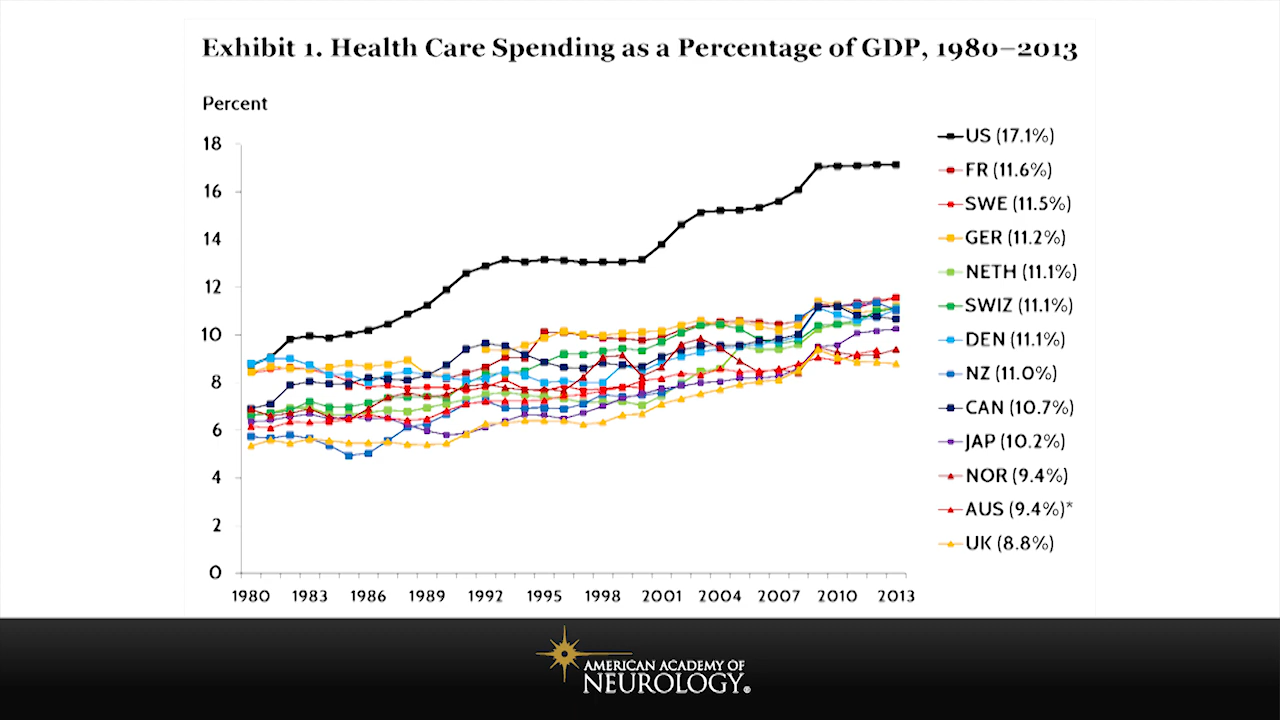 Exhibit 1. Health Care Spending as a Percentage of GDP, 1980–2013
Percent
18
16
14
12
10
8
6
4
2
0
1980 1983 1986 1989 1992 1995 1998 2001 2004 2007 2010 2013
US (17.1%)
FR (11.6%)
SWE (11.5%)
GER (11.2%)
NETH (11.1%)
SWIZ (11.1%)
DEN (11.1%)
NZ (11.0%)
CAN (10.7%)
JAP (10.2%)
NOR (9.4%)
AUS (9.4%)*
UK (8.8%)
AMERICAN ACADEMY OF
NEUROLOGY®